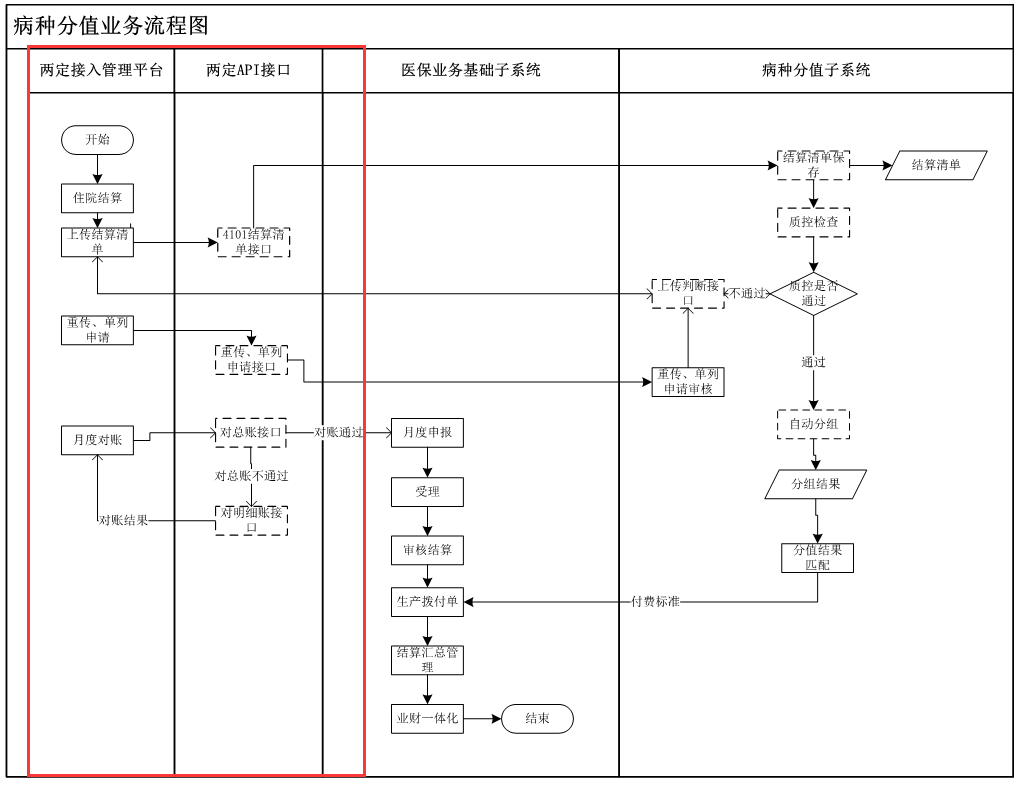 病种分值业务流程图
两定接入管理平台
两定API接口
医保业务基础子系统
病种分值子系统
开始
住院结算
上传结算清
单
4101结算清
单接口
结算清单保
存
结算清单
质控检查
质控是否
通过
不通过
上传判断接
口
重传、单列
申请
重传、单列
申请接口
重传、单列
申请审核
通过
自动分组
分组结果
分值结果
匹配
付费标准
月度对账
对总账接口
对账通过
对总账不通过
对明细账接
口
对账结果
月度申报
受理
审核结算
生产拨付单
结算汇总管
理
业财一体化
结束